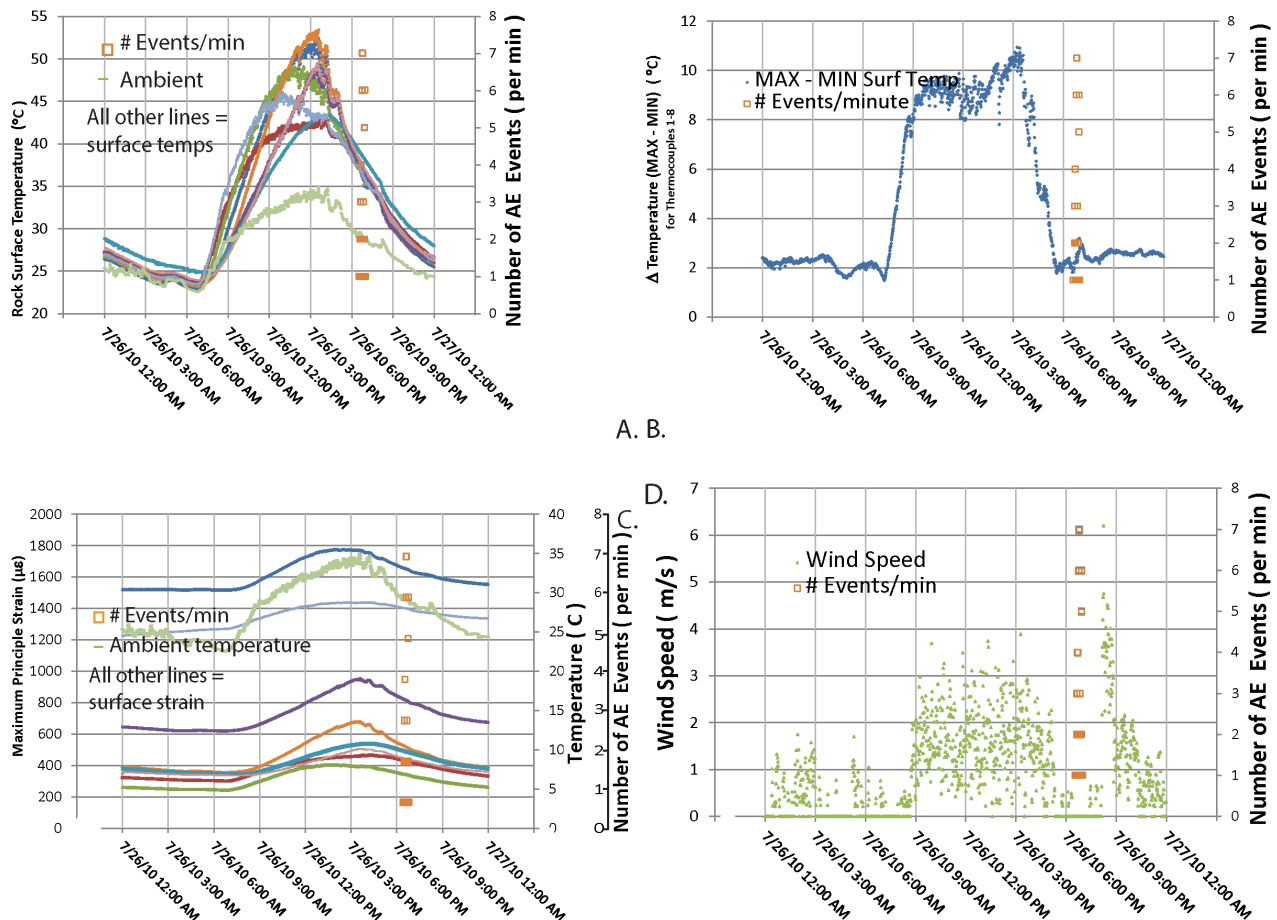 Rock Surface Temperature (°C)
55
50
45
40
35
30
25
20
# Events/min
Ambient
All other lines =
surface temps
8
7
6
5
4
3
2
1
0
Number of AE Events ( per min)
7/26/10 12:00 AM
7/26/10 3:00 AM
7/26/10 6:00 AM
7/26/10 9:00 AM
7/26/10 12:00 PM
7/26/10 3:00 PM
7/26/10 6:00 PM
7/26/10 9:00 PM
7/27/10 12:00 AM
Δ Temperature (MAX - MIN) (°C)
for Thermocouples 1-8
12
10
8
6
4
2
0
MAX - MIN Surf Temp
# Events/minute
8
7
6
5
4
3
2
1
0
Number of AE Events ( per min)
7/26/10 12:00 AM
7/26/10 3:00 AM
7/26/10 6:00 AM
7/26/10 9:00 AM
7/26/10 12:00 PM
7/26/10 3:00 PM
7/26/10 6:00 PM
7/26/10 9:00 PM
7/27/10 12:00 AM
A. B.
Maximum Principle Strain (με)
2000
1800
1600
1400
1200
1000
800
600
400
200
0
# Events/min
Ambient temperature
All other lines =
surface strain
40
35
30
25
20
15
10
5
0
Temperature ( C)
8
7
6
5
4
3
2
1
0
Number of AE Events ( per min)
7/26/10 12:00 AM
7/26/10 3:00 AM
7/26/10 6:00 AM
7/26/10 9:00 AM
7/26/10 12:00 PM
7/26/10 3:00 PM
7/26/10 6:00 PM
7/26/10 9:00 PM
7/27/10 12:00 AM
C.
D.
Wind Speed ( m/s)
7
6
5
4
3
2
1
0
Wind Speed
# Events/min
8
7
6
5
4
3
2
1
0
Number of AE Events ( per min)
7/26/10 12:00 AM
7/26/10 3:00 AM
7/26/10 6:00 AM
7/26/10 9:00 AM
7/26/10 12:00 PM
7/26/10 3:00 PM
7/26/10 6:00 PM
7/26/10 9:00 PM
7/27/10 12:00 AM